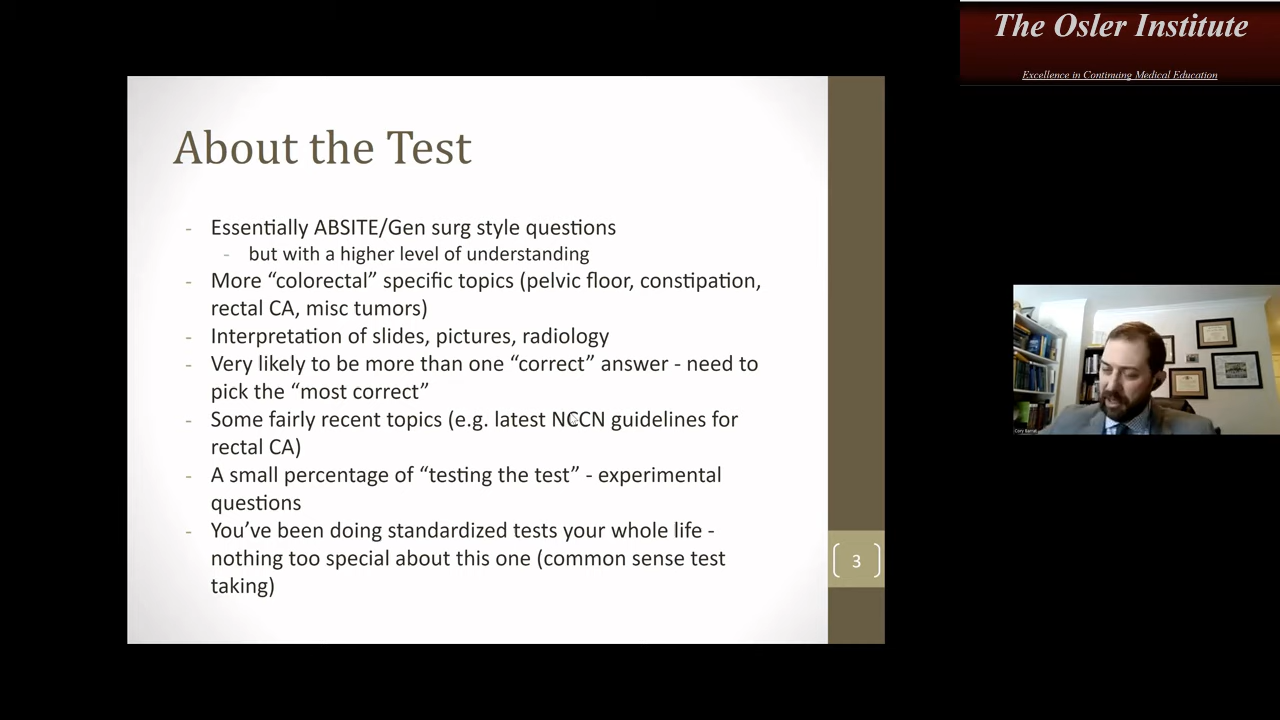 The Osler Institute
Excellence in Continuing Medical Education
About the Test
- Essentially ABSITE/Gen surg style questions
- but with a higher level of understanding
- More “colorectal” specific topics (pelvic floor, constipation,
rectal CA, misc tumors)
- Interpretation of slides, pictures, radiology
- Very likely to be more than one “correct” answer - need to
pick the “most correct”
- Some fairly recent topics (e.g. latest NCCN guidelines for
rectal CA)
- A small percentage of “testing the test” - experimental
questions
- You’ve been doing standardized tests your whole life -
nothing too special about this one (common sense test
taking)
3
Cory